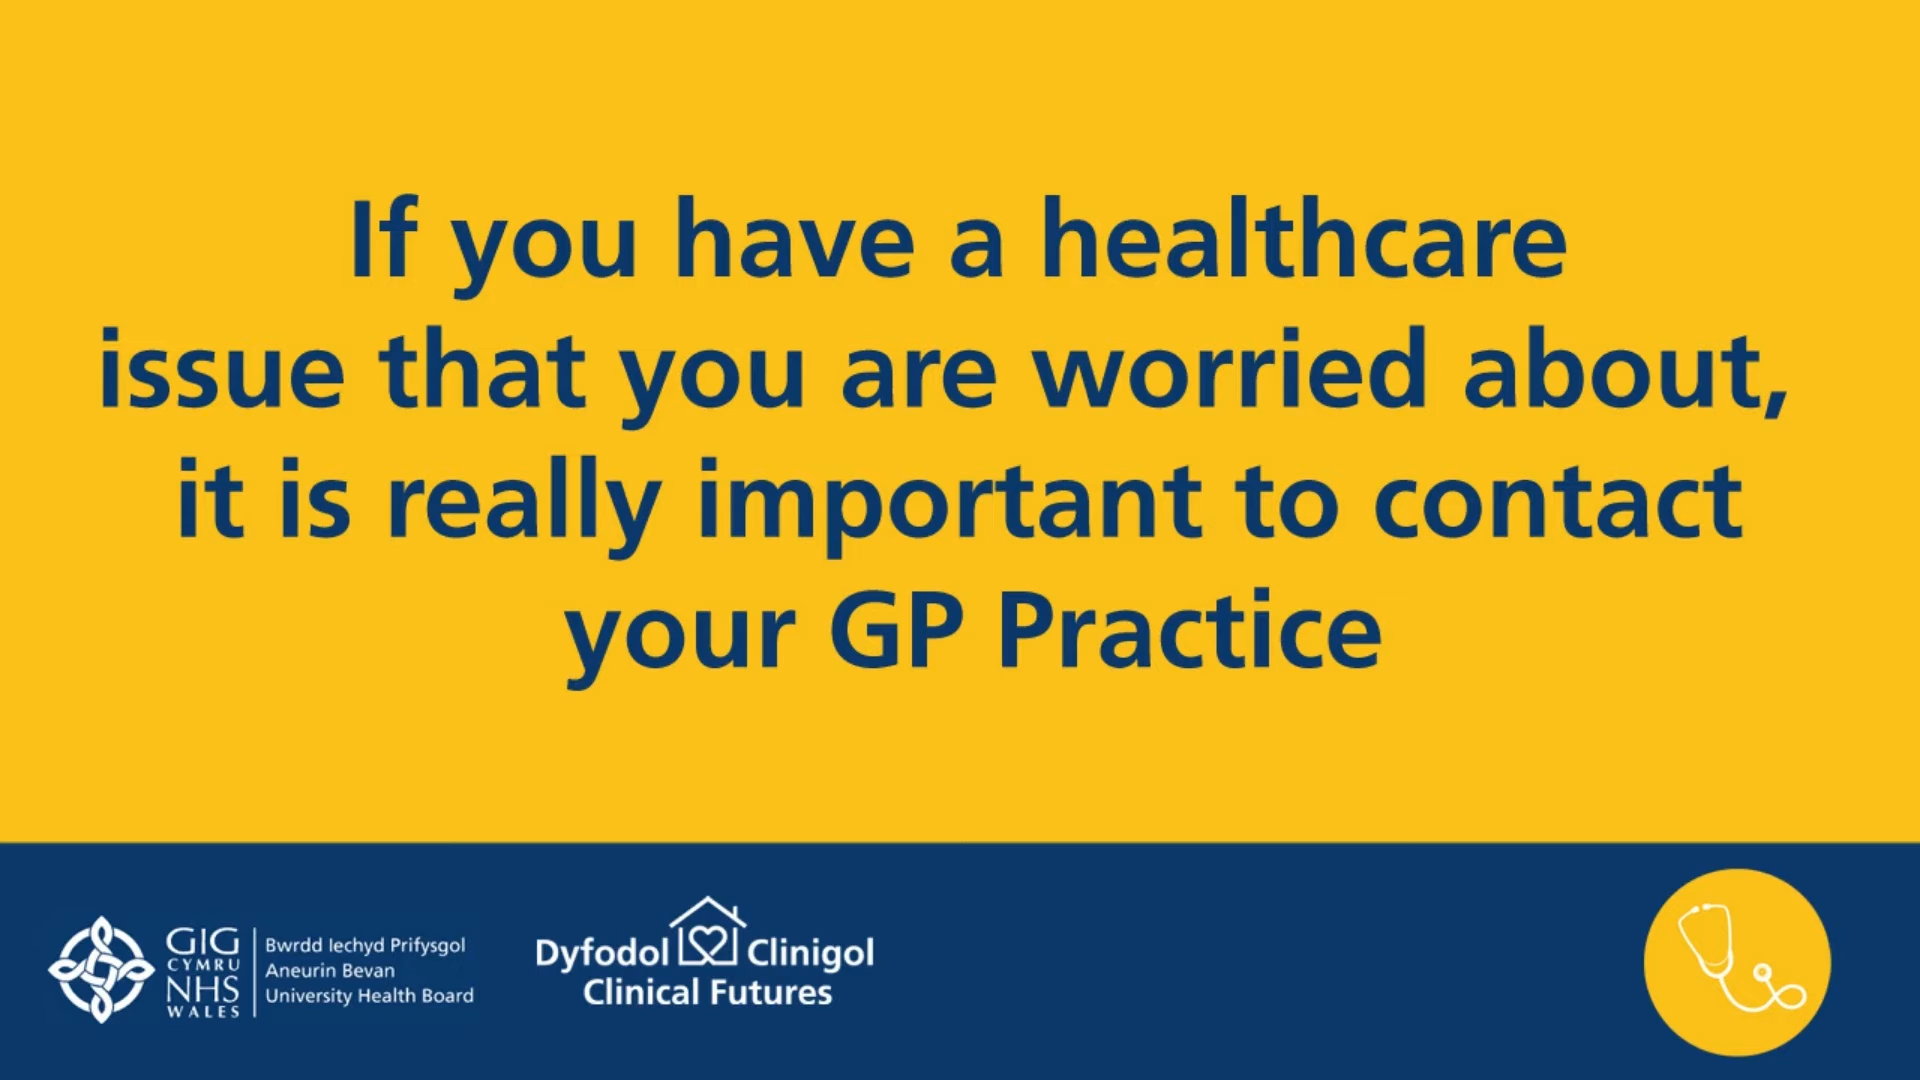 If you have a healthcare
issue that you are worried about,
it is really important to contact
your GP Practice
GIG
CYMRU
NHS
WALES
Bwrdd Iechyd Prifysgol
Aneurin Bevan
University Health Board
Dyfodol Clinigol
Clinical Futures